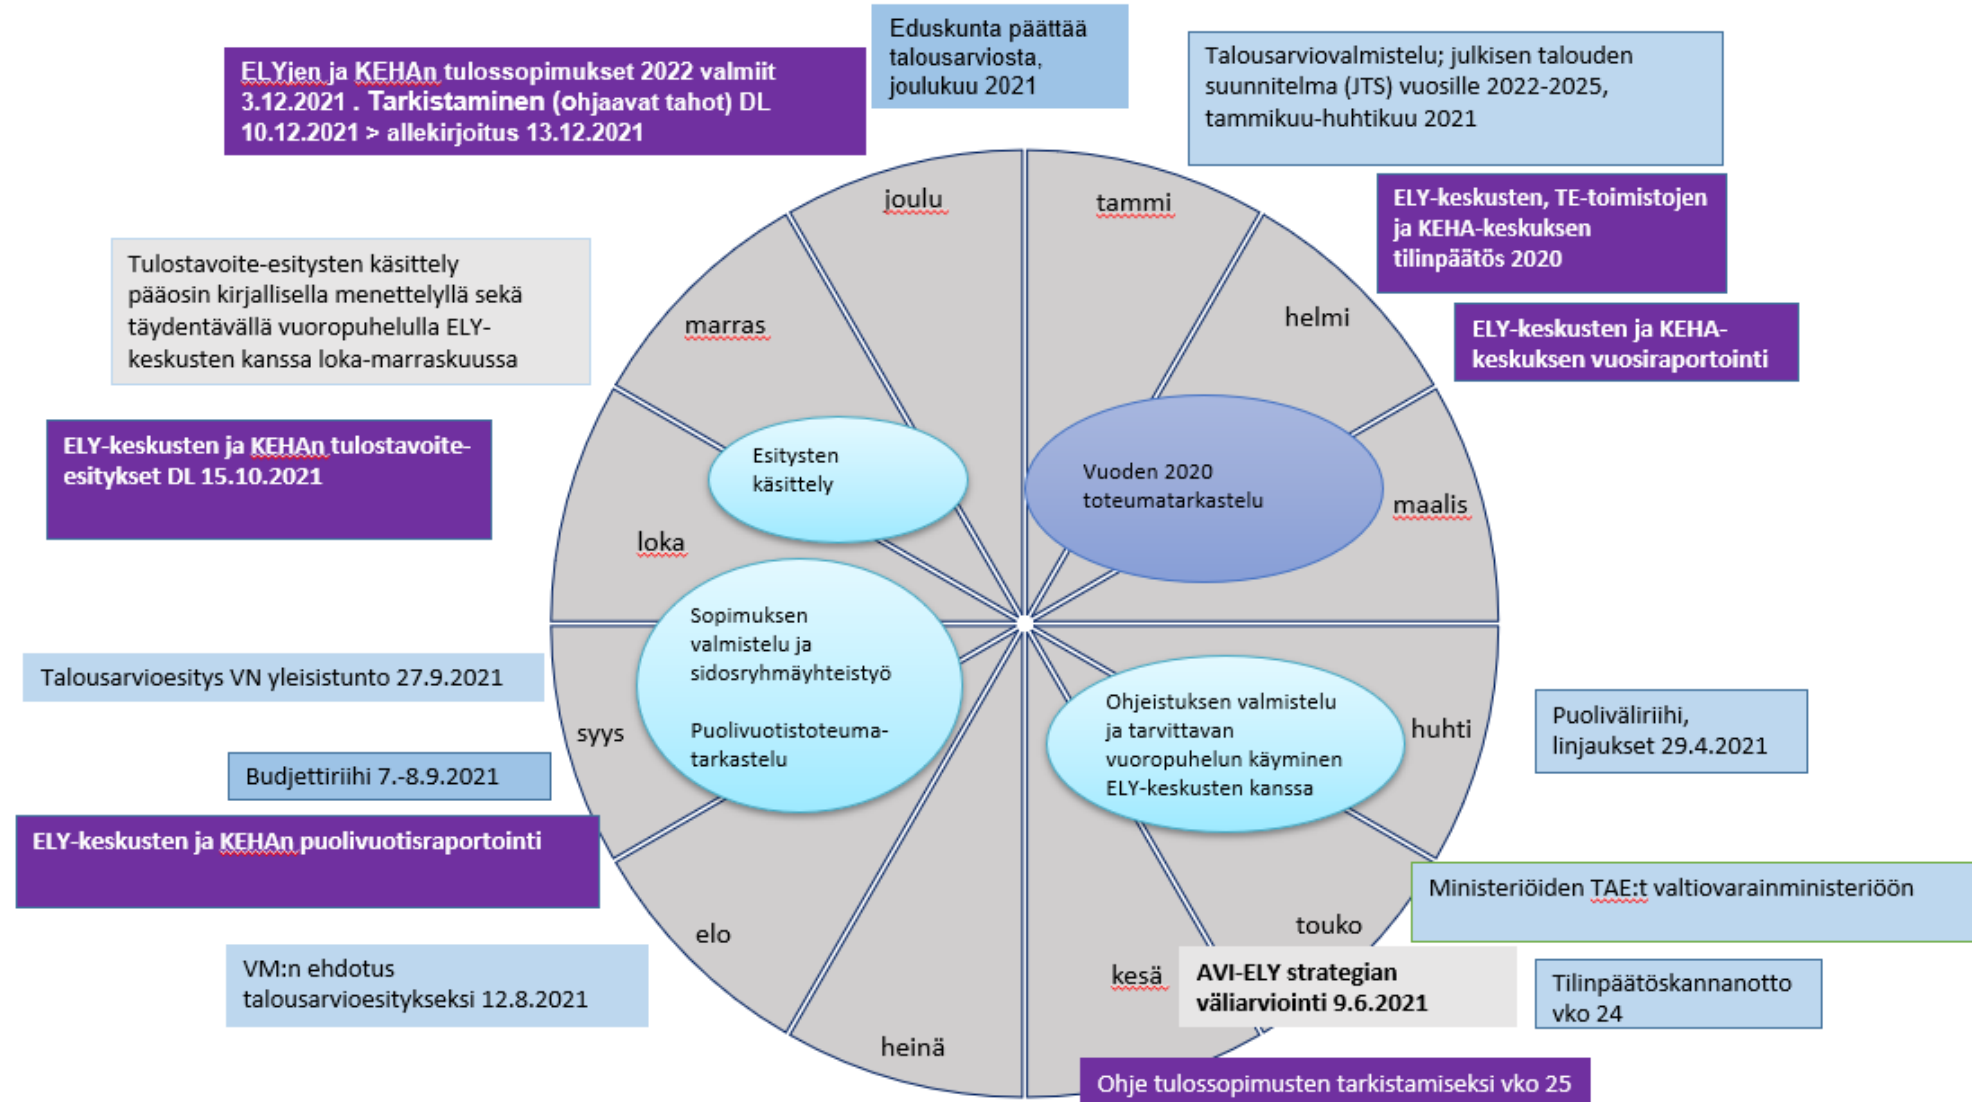 Eduskunta päättää
talousarviosta,
joulukuu 2021
ELYjen ja KEHAn tulossopimukset 2022 valmiit
3.12.2021 . Tarkistaminen (ohjaavat tahot) DL
10.12.2021 > allekirjoitus 13.12.2021
Talousarviovalmistelu; julkisen talouden
suunnitelma (JTS) vuosille 2022-2025,
tammikuu-huhtikuu 2021
joulu
tammi
ELY-keskusten, TE-toimistojen
ja KEHA-keskuksen
tilinpäätös 2020
Tulostavoite-esitysten käsittely
pääosin kirjallisella menettelyllä sekä
täydentävällä vuoropuhelulla ELY-
keskusten kanssa loka-marraskuussa
marras
helmi
ELY-keskusten ja KEHA-
keskuksen vuosiraportointi
ELY-keskusten ja KEHAn tulostavoite-
esitykset DL 15.10.2021
Esitysten
käsittely
Vuoden 2020
toteumatarkastelu
maalis
loka
Sopimuksen
valmistelu ja
sidosryhmäyhteistyö
Puolivuotistoteuma-
tarkastelu
Talousarvioesitys VN yleisistunto 27.9.2021
syys
Ohjeistuksen valmistelu
ja tarvittavan
vuoropuhelun käyminen
ELY-keskusten kanssa
huhti
Puoliväliriihi,
linjaukset 29.4.2021
Budjettiriihi 7.-8.9.2021
ELY-keskusten ja KEHAn puolivuotisraportointi
Ministeriöiden TAE:t valtiovarainministeriöön
elo
touko
VM:n ehdotus
talousarvioesitykseksi 12.8.2021
kesä
AVI-ELY strategian
väliarviointi 9.6.2021
Tilinpäätöskannanotto
vko 24
heinä
Ohje tulossopimusten tarkistamiseksi vko 25